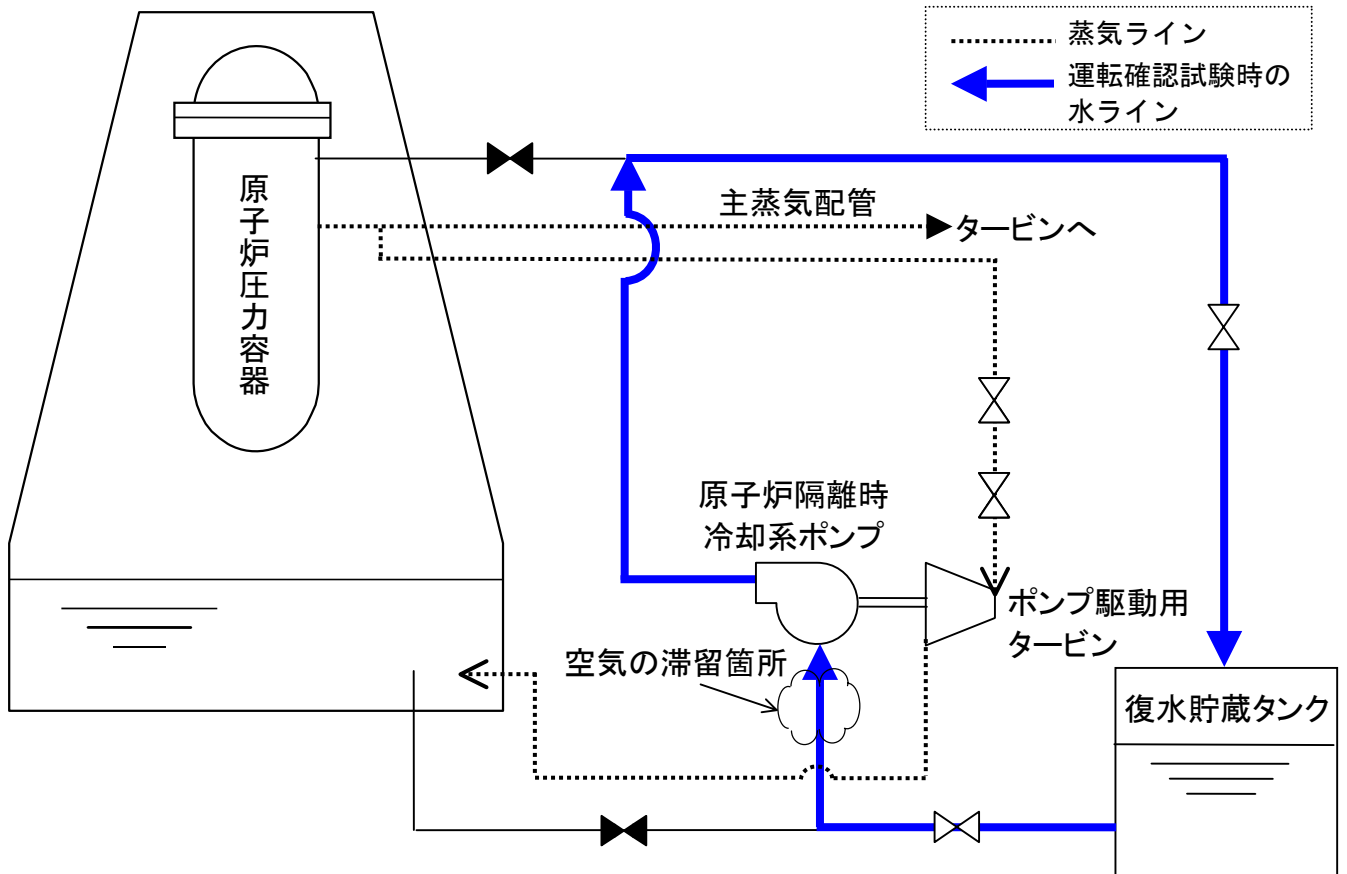 蒸気ライン
運転確認試験時の
水ライン
原子炉圧力容器
主蒸気配管
タービンへ
原子炉隔離時
冷却系ポンプ
ポンプ駆動用
タービン
空気の滞留箇所
復水貯蔵タンク